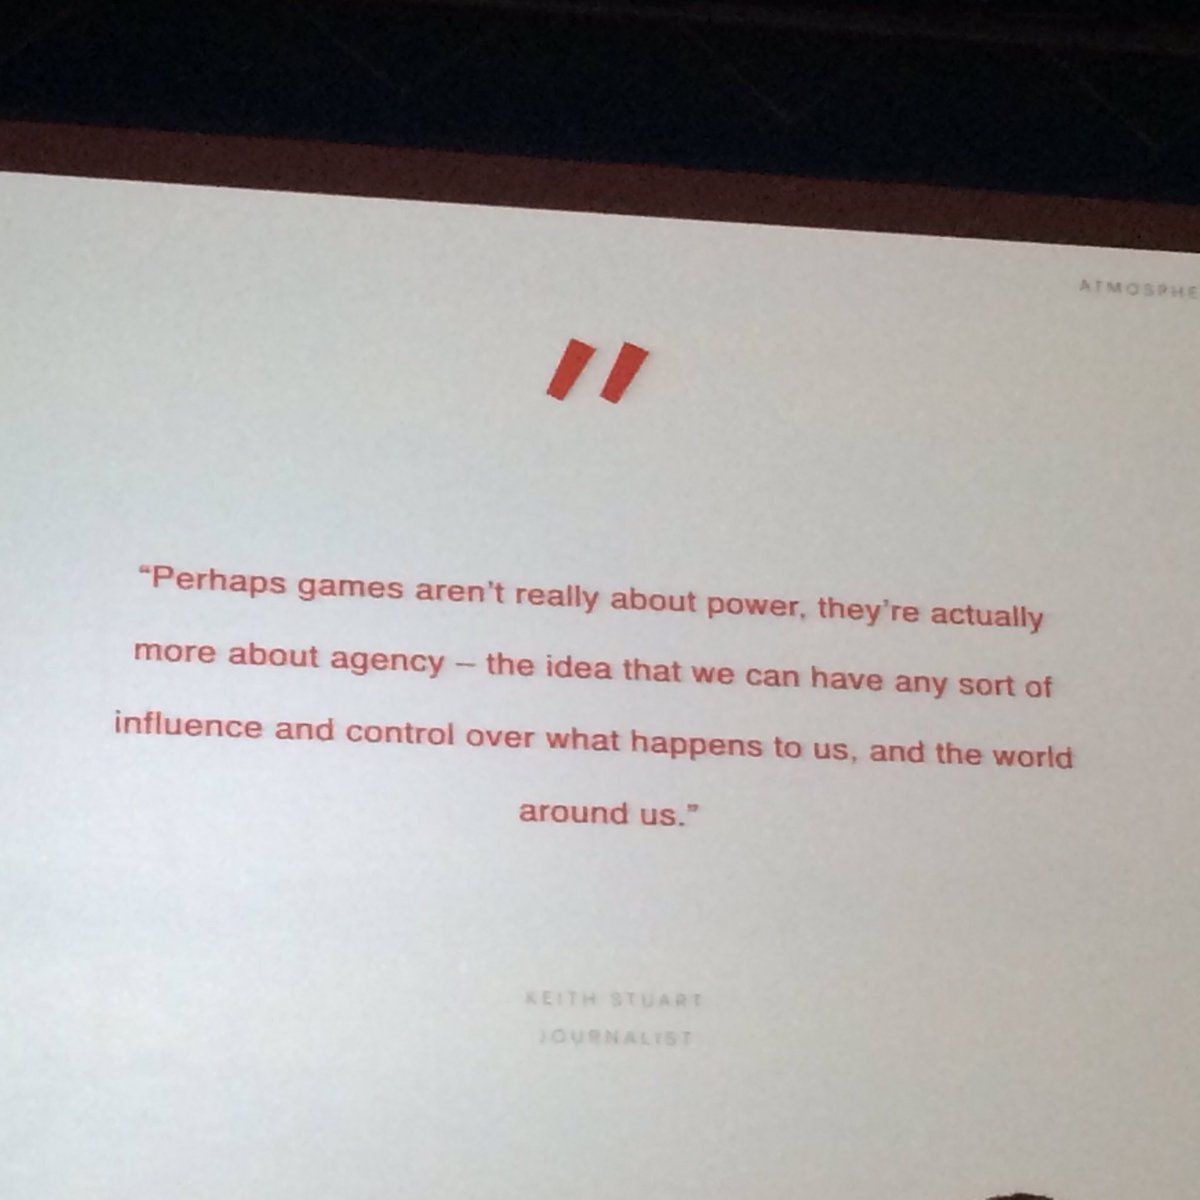 ATMOSPHE
“Perhaps games aren’t really about power, they’re actually
more about agency – the idea that we can have any sort of
influence and control over what happens to us, and the world
around us.”
KEITH STUART
JOURNALIST